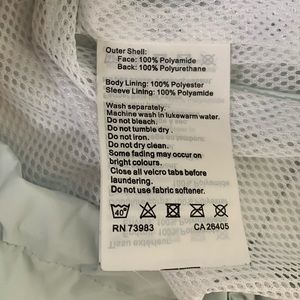 Outer Shell:
Face: 100% Polyamide
Back: 100% Polyurethane
Body Lining: 100% Polyester
Sleeve Lining: 100% Polyamide
Wash separately.
Machine wash in lukewarm water.
Do not bleach.
Do not tumble dry.
Do not iron.
Do not dry clean.
Some fading may occur on
bright colours.
Close all velcro tabs before
laundering.
Do not use fabric softener.
40
RN 73983 CA 26405